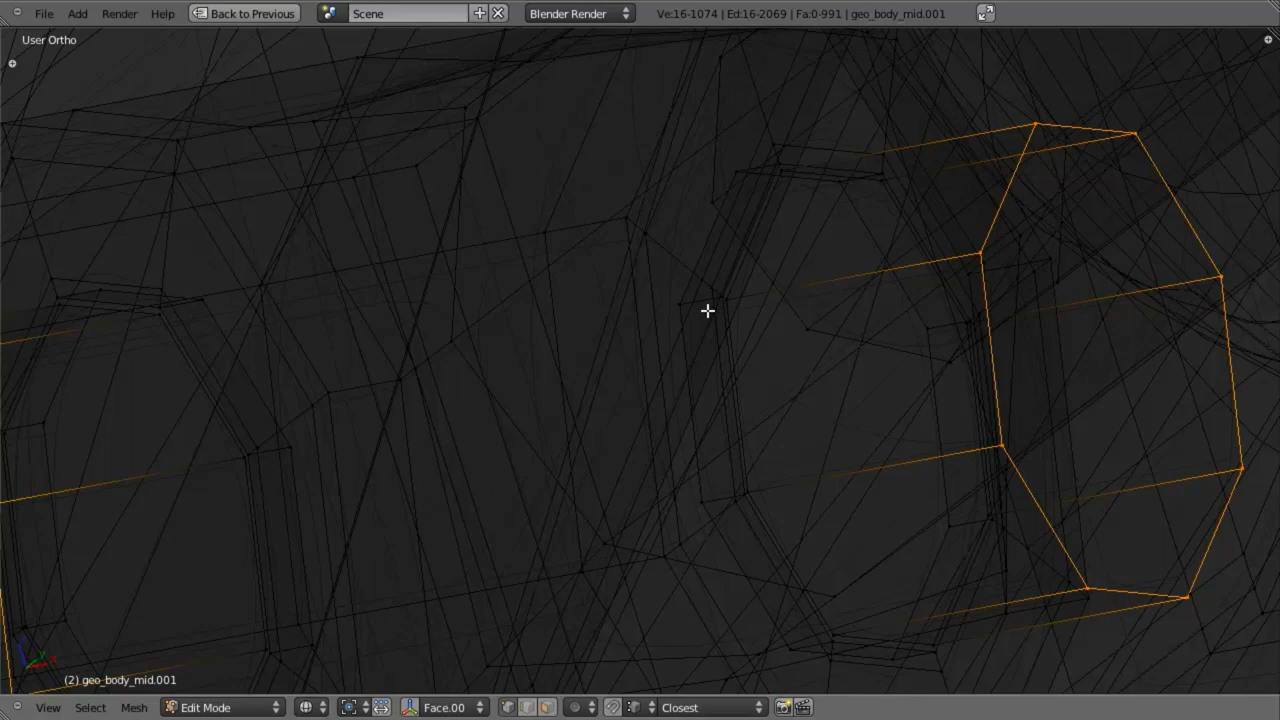 File Add Render Help Back to Previous Scene Blender Render Ve:16-1074 | Ed:16-2069 | Fa:0-991 | geo_body_mid.001
User Ortho
(2) geo_body_mid.001
View Select Mesh Edit Mode Face.00 Closest